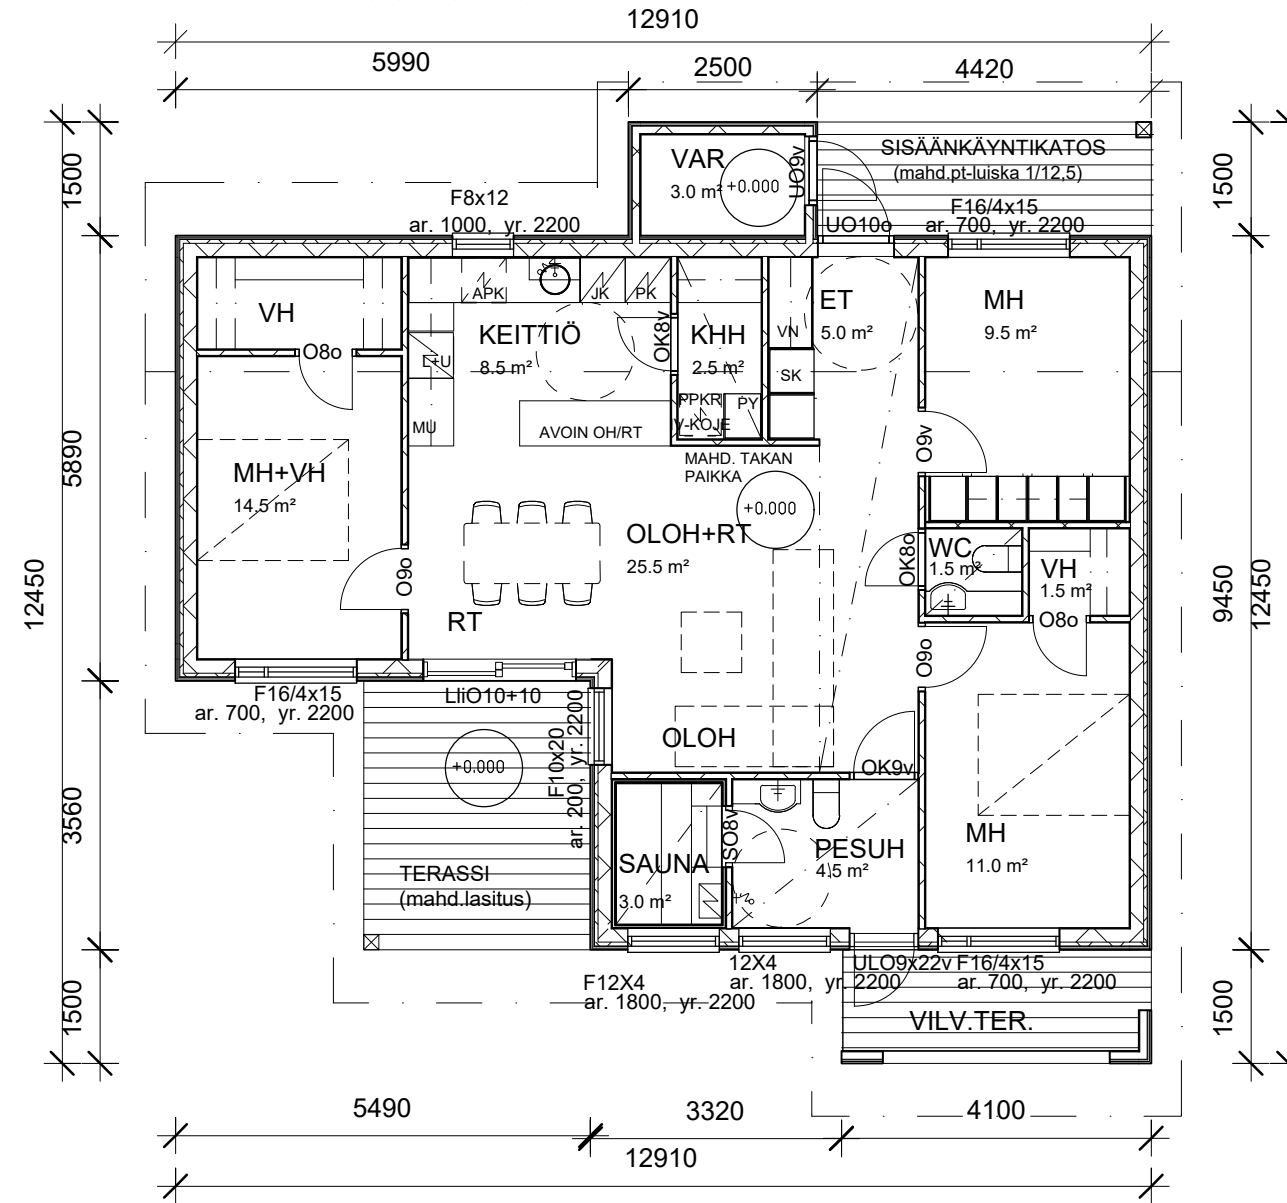 12910
5990
2500
4420
1500
5890
12450
3560
1500
1500
9450
12450
1500
VAR
3.0 m²
+0.000
UO9v
SISÄÄNKÄYNTIKATOS
(mahd.pt-luiska 1/12,5)
F8x12
ar. 1000, yr. 2200
UO10o
F16/4x15
ar. 700, yr. 2200
VH
O8o
APK
JK
PK
KEITTIÖ
8.5 m²
L+U
MU
OK8v
KHH
2.5 m²
PPKR
V-KOJE
PY
VN
SK
ET
5.0 m²
MH
9.5 m²
O9v
AVOIN OH/RT
MAHD. TAKAN
PAIKKA
+0.000
MH+VH
14.5 m²
O9o
OLOH+RT
25.5 m²
RT
OK8o
WC
1.5 m²
VH
1.5 m²
O8o
O9o
F16/4x15
ar. 700, yr. 2200
LliO10+10
F10x20
ar. 200, yr. 2200
OLOH
OK9v
+0.000
TERASSI
(mahd.lasitus)
SAUNA
3.0 m²
SO8v
PESUH
4.5 m²
MH
11.0 m²
F12X4
ar. 1800, yr. 2200
12X4
ar. 1800, yr. 2200
ULO9x22v
F16/4x15
ar. 700, yr. 2200
VILV.TER.
5490
3320
4100
12910